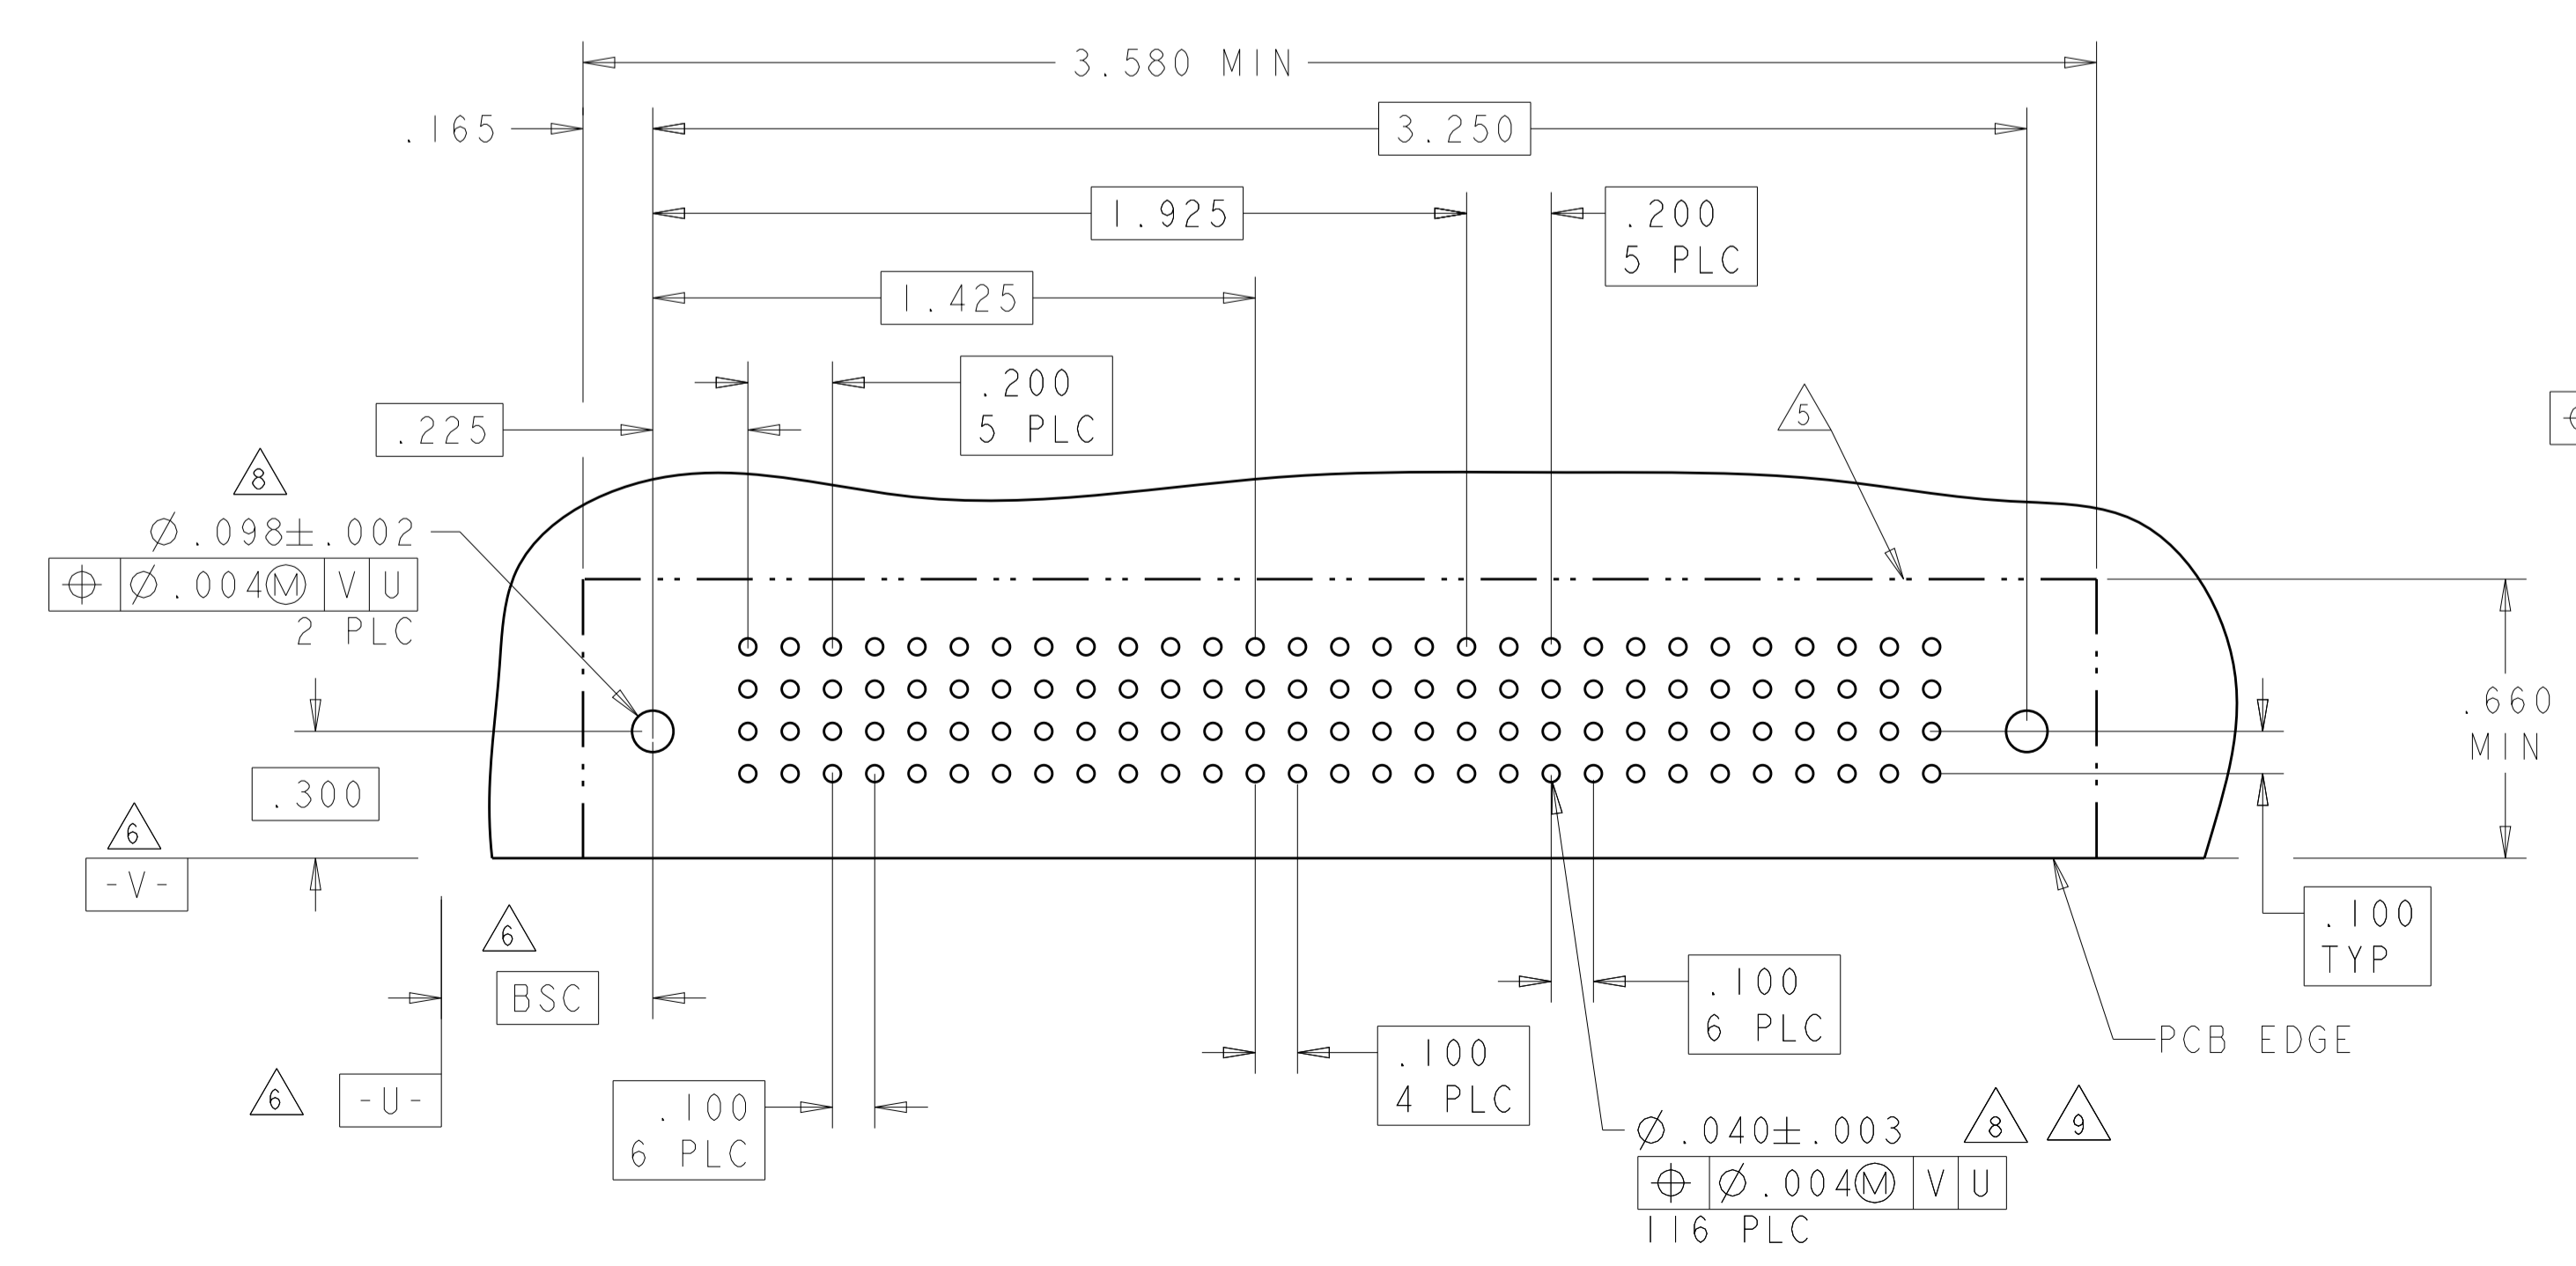 3.580 MIN
.165
3.250
1.925
.200
5 PLC
1.425
.200
5 PLC
.225
5
8
⌀.098±.002
⌖ ⌀.004Ⓜ V U
2 PLC
.660
MIN
.300
6
-V-
6
BSC
.100
TYP
.100
6 PLC
PCB EDGE
.100
4 PLC
6
-U-
.100
6 PLC
⌀.040±.003 8 9
⌖ ⌀.004Ⓜ V U
116 PLC